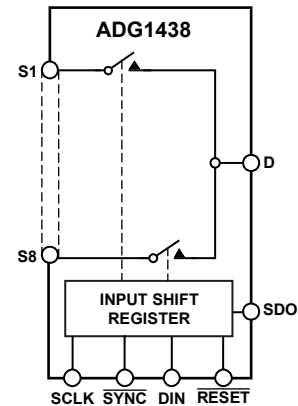 ADG1438
S1
D
S8
INPUT SHIFT
REGISTER
SDO
SCLK SYNC DIN RESET